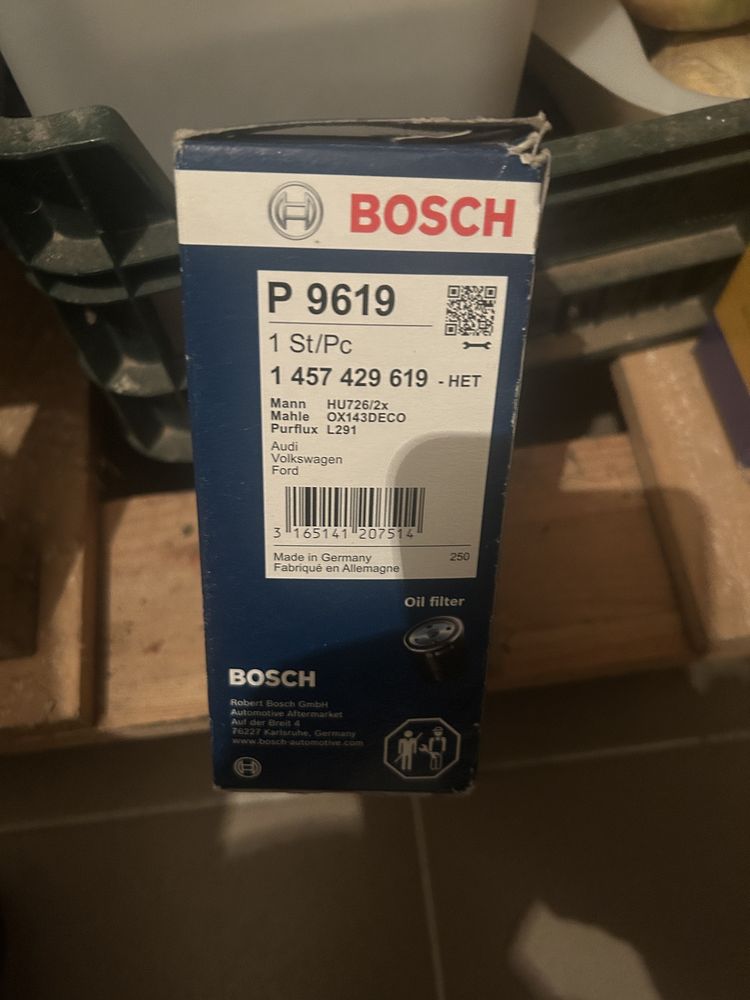 BOSCH
P 9619
1 St/Pc
1 457 429 619 - HET
Mann HU726/2x
Mahle OX143DECO
Purflux L291
Audi
Volkswagen
Ford
3 165141 207514
Made in Germany 250
Fabriqué en Allemagne
Oil filter
BOSCH
Robert Bosch GmbH
Automotive Aftermarket
Auf der Breit 4
76227 Karlsruhe, Germany
www.bosch-automotive.com